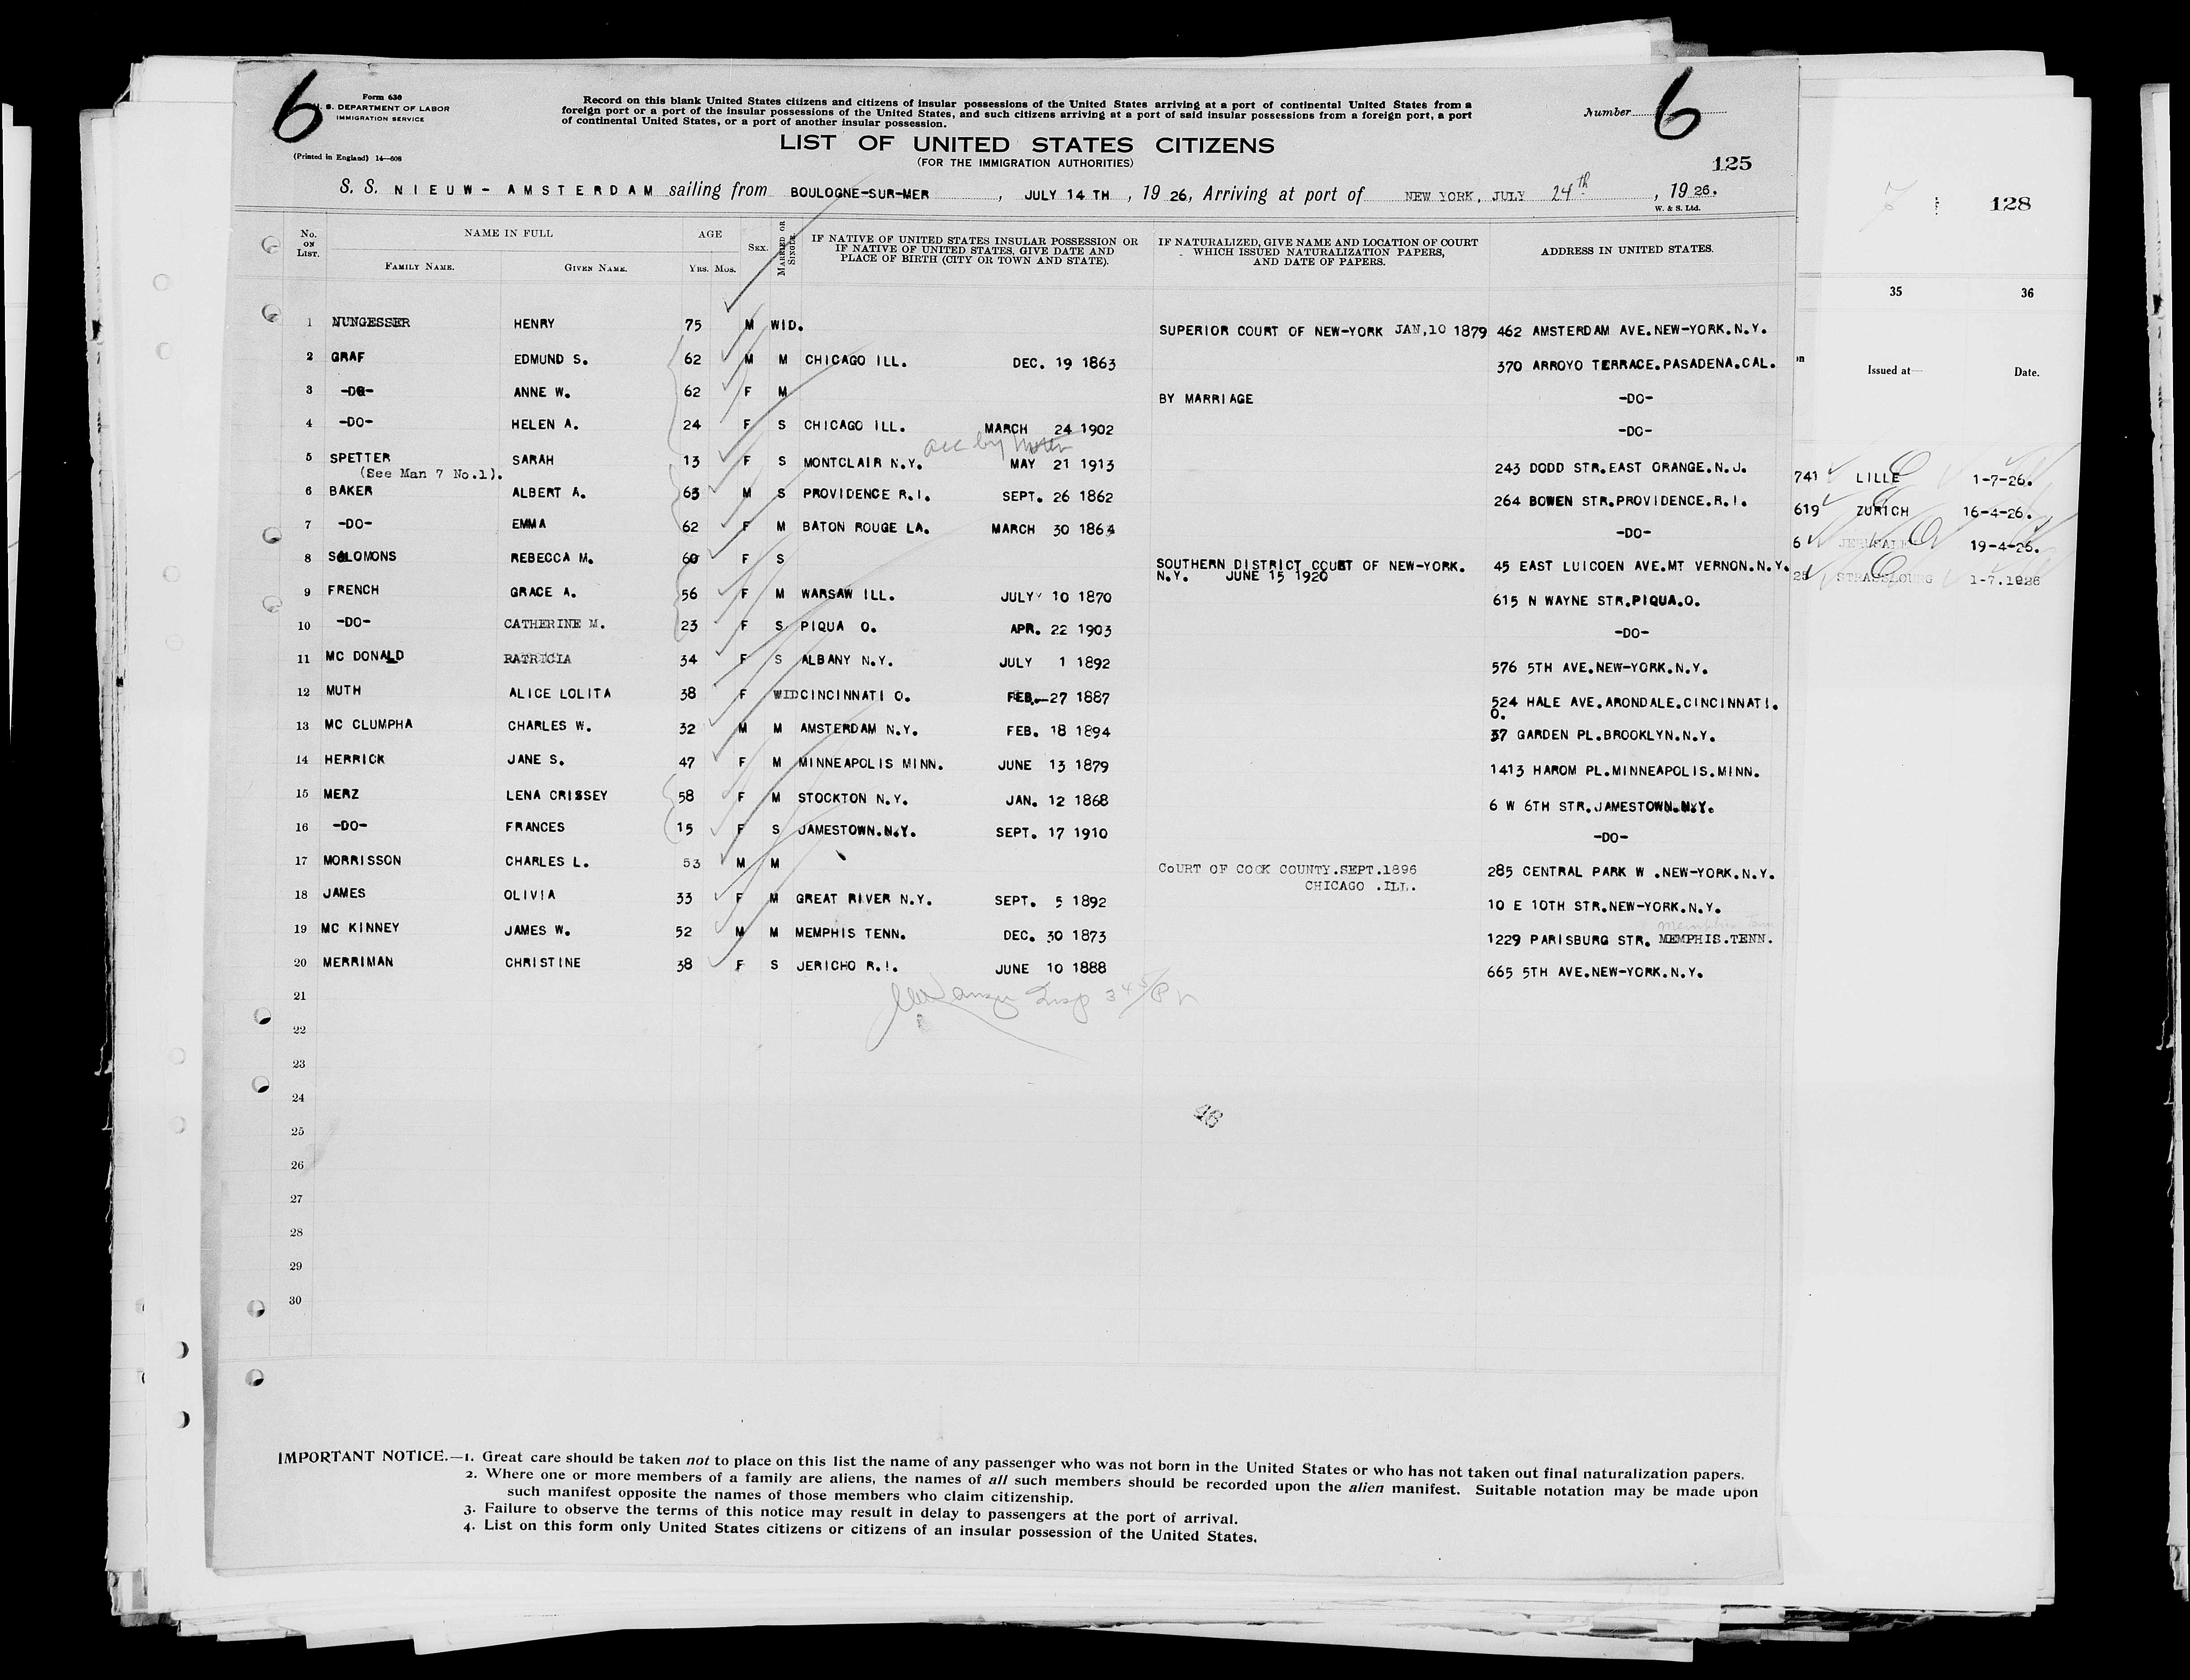 6
Form 630
U. S. DEPARTMENT OF LABOR
IMMIGRATION SERVICE
(Printed in England) 14—608
Record on this blank United States citizens and citizens of insular possessions of the United States arriving at a port of continental United States from a
foreign port or a port of the insular possessions of the United States, and such citizens arriving at a port of said insular possessions from a foreign port, a port
of continental United States, or a port of another insular possession.
Number 6
LIST OF UNITED STATES CITIZENS
(FOR THE IMMIGRATION AUTHORITIES)
125
S. S. NIEUW-AMSTERDAM sailing from BOULOGNE-SUR-MER, JULY 14 TH, 1926, Arriving at port of NEW YORK, JULY 24th, 1926.
W. & S. Ltd.
No. ON LIST. NAME IN FULL AGE SEX. MARRIED OR SINGLE.
FAMILY NAME. GIVEN NAME. YRS. MOS.
IF NATIVE OF UNITED STATES INSULAR POSSESSION OR
IF NATIVE OF UNITED STATES, GIVE DATE AND
PLACE OF BIRTH (CITY OR TOWN AND STATE).
IF NATURALIZED, GIVE NAME AND LOCATION OF COURT
WHICH ISSUED NATURALIZATION PAPERS,
AND DATE OF PAPERS.
ADDRESS IN UNITED STATES.
1 NUNGESSER HENRY 75 M WID. SUPERIOR COURT OF NEW-YORK JAN,10 1879 462 AMSTERDAM AVE.NEW-YORK.N.Y.
2 GRAF EDMUND S. 62 M M CHICAGO ILL. DEC. 19 1863 370 ARROYO TERRACE.PASADENA.CAL.
3 -DO- ANNE W. 62 F M BY MARRIAGE -DO-
4 -DO- HELEN A. 24 F S CHICAGO ILL. MARCH 24 1902 -DO-
acc by Moter
5 SPETTER SARAH 13 F S MONTCLAIR N.Y. MAY 21 1913 243 DODD STR.EAST ORANGE.N.J.
(See Man 7 No.1).
6 BAKER ALBERT A. 63 M S PROVIDENCE R.I. SEPT. 26 1862 264 BOWEN STR.PROVIDENCE.R.I.
7 -DO- EMMA 62 F M BATON ROUGE LA. MARCH 30 1864 -DO-
8 SOLOMONS REBECCA M. 60 F S SOUTHERN DISTRICT COURT OF NEW-YORK. 45 EAST LUICOEN AVE.MT VERNON.N.Y.
N.Y. JUNE 15 1920
9 FRENCH GRACE A. 56 F M WARSAW ILL. JULY 10 1870 615 N WAYNE STR.PIQUA.O.
10 -DO- CATHERINE M. 23 F S PIQUA O. APR. 22 1903 -DO-
11 MC DONALD PATRICIA 34 F S ALBANY N.Y. JULY 1 1892 576 5TH AVE.NEW-YORK.N.Y.
12 MUTH ALICE LOLITA 38 F WID CINCINNATI O. FEB.-27 1887 524 HALE AVE.ARONDALE.CINCINNATI.
O.
13 MC CLUMPHA CHARLES W. 32 M M AMSTERDAM N.Y. FEB. 18 1894 37 GARDEN PL.BROOKLYN.N.Y.
14 HERRICK JANE S. 47 F M MINNEAPOLIS MINN. JUNE 13 1879 1413 HAROM PL.MINNEAPOLIS.MINN.
15 MERZ LENA CRISSEY 58 F M STOCKTON N.Y. JAN. 12 1868 6 W 6TH STR.JAMESTOWN.N.Y.
16 -DO- FRANCES 15 F S JAMESTOWN.N.Y. SEPT. 17 1910 -DO-
17 MORRISSON CHARLES L. 53 M M COURT OF COOK COUNTY.SEPT.1896 285 CENTRAL PARK W .NEW-YORK.N.Y.
CHICAGO .ILL.
18 JAMES OLIVIA 33 F M GREAT RIVER N.Y. SEPT. 5 1892 10 E 10TH STR.NEW-YORK.N.Y.
19 MC KINNEY JAMES W. 52 M M MEMPHIS TENN. DEC. 30 1873 1229 PARISBURG STR. MEMPHIS.TENN.
20 MERRIMAN CHRISTINE 38 F S JERICHO R.I. JUNE 10 1888 665 5TH AVE.NEW-YORK.N.Y.
21
22
23
24
25
26
27
28
29
30
IMPORTANT NOTICE.—1. Great care should be taken not to place on this list the name of any passenger who was not born in the United States or who has not taken out final naturalization papers.
2. Where one or more members of a family are aliens, the names of all such members should be recorded upon the alien manifest. Suitable notation may be made upon
such manifest opposite the names of those members who claim citizenship.
3. Failure to observe the terms of this notice may result in delay to passengers at the port of arrival.
4. List on this form only United States citizens or citizens of an insular possession of the United States.
128
35 36
Issued at— Date.
741 LILLE 1-7-26.
619 ZURICH 16-4-26.
6 19-4-26.
25 STRASSLOURG 1-7.1926